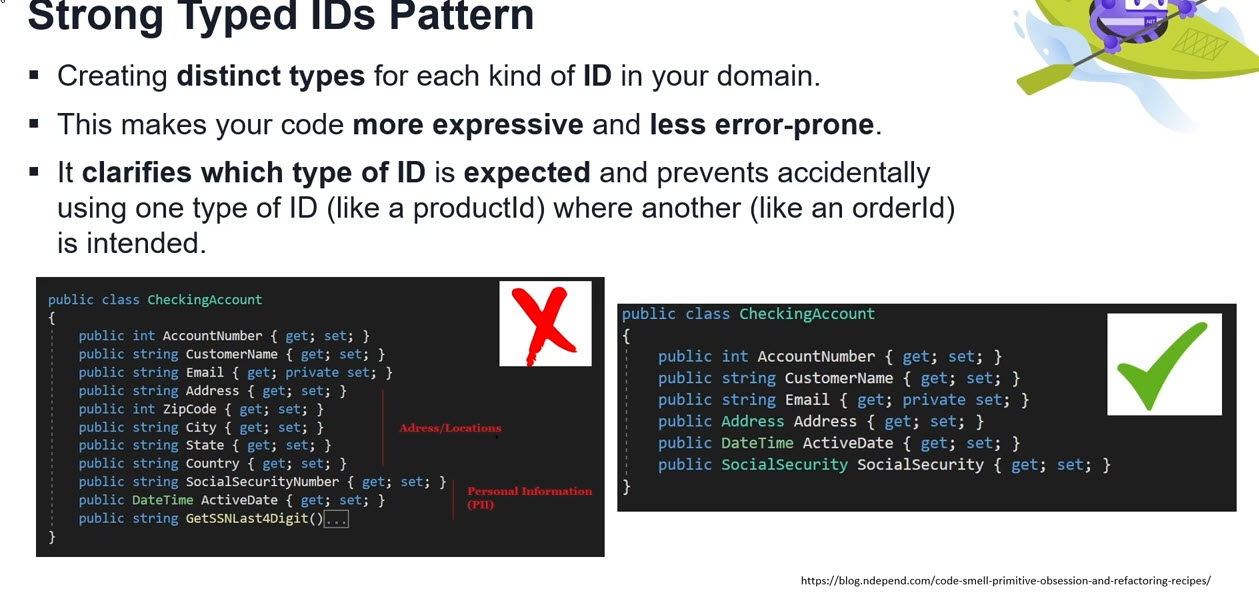 Strong Typed IDs Pattern
▪ Creating distinct types for each kind of ID in your domain.
▪ This makes your code more expressive and less error-prone.
▪ It clarifies which type of ID is expected and prevents accidentally
using one type of ID (like a productId) where another (like an orderId)
is intended.
public class CheckingAccount
{
public int AccountNumber { get; set; }
public string CustomerName { get; set; }
public string Email { get; private set; }
public string Address { get; set; }
public int ZipCode { get; set; }
public string City { get; set; }
public string State { get; set; }
public string Country { get; set; }
public string SocialSecurityNumber { get; set; }
public DateTime ActiveDate { get; set; }
public string GetSSNLast4Digit()...
}
Adress/Locations
Personal Information
(PII)
public class CheckingAccount
{
public int AccountNumber { get; set; }
public string CustomerName { get; set; }
public string Email { get; private set; }
public Address Address { get; set; }
public DateTime ActiveDate { get; set; }
public SocialSecurity SocialSecurity { get; set; }
}
.NET
https://blog.ndepend.com/code-smell-primitive-obsession-and-refactoring-recipes/